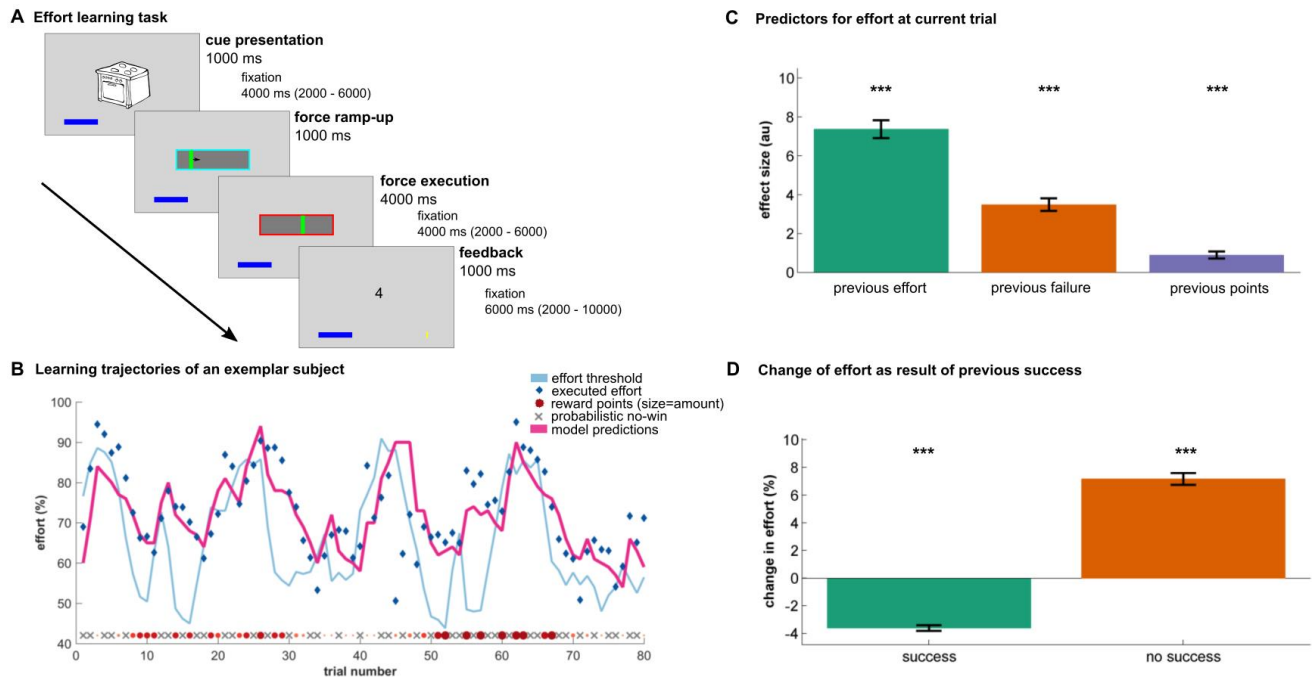 A Effort learning task
cue presentation
1000 ms
fixation
4000 ms (2000 - 6000)
force ramp-up
1000 ms
force execution
4000 ms
fixation
4000 ms (2000 - 6000)
feedback
1000 ms
4
fixation
6000 ms (2000 - 10000)
B Learning trajectories of an exemplar subject
effort threshold
executed effort
reward points (size=amount)
probabilistic no-win
model predictions
effort (%)
100
90
80
70
60
50
40
0 10 20 30 40 50 60 70 80
trial number
C Predictors for effort at current trial
effect size (au)
10
8
6
4
2
0
*** *** ***
previous effort previous failure previous points
D Change of effort as result of previous success
change in effort (%)
10
8
6
4
2
0
-2
-4
*** ***
success no success